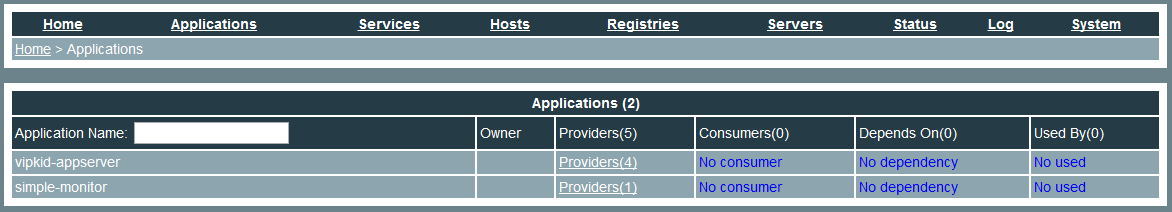 Home Applications Services Hosts Registries Servers Status Log System
Home > Applications
Applications (2)
Application Name: Owner Providers(5) Consumers(0) Depends On(0) Used By(0)
vipkid-appserver Providers(4) No consumer No dependency No used
simple-monitor Providers(1) No consumer No dependency No used